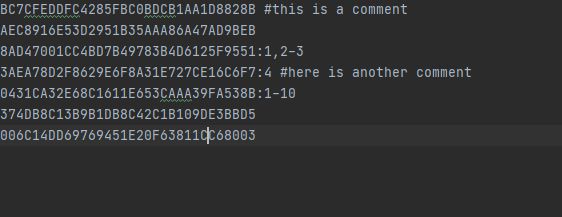 BC7CFEDDFC4285FBC0BDCB1AA1D8828B #this is a comment
AEC8916E53D2951B35AAA86A47AD9BEB
8AD47001CC4BD7B49783B4D6125F9551:1,2-3
3AEA78D2F8629E6F8A31E727CE16C6F7:4 #here is another comment
0431CA32E68C1611E653CAAA39FA538B:1-10
374DB8C13B9B1DB8C42C1B109DE3BBD5
006C14DD69769451E20F63811CC68003